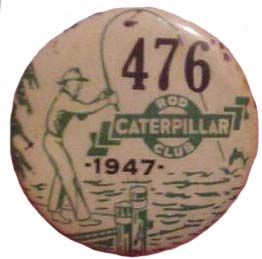 476
ROD
CATERPILLAR
CLUB
-1947-